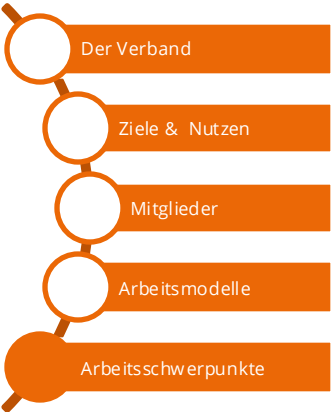 Der Verband
Ziele & Nutzen
Mitglieder
Arbeitsmodelle
Arbeitsschwerpunkte